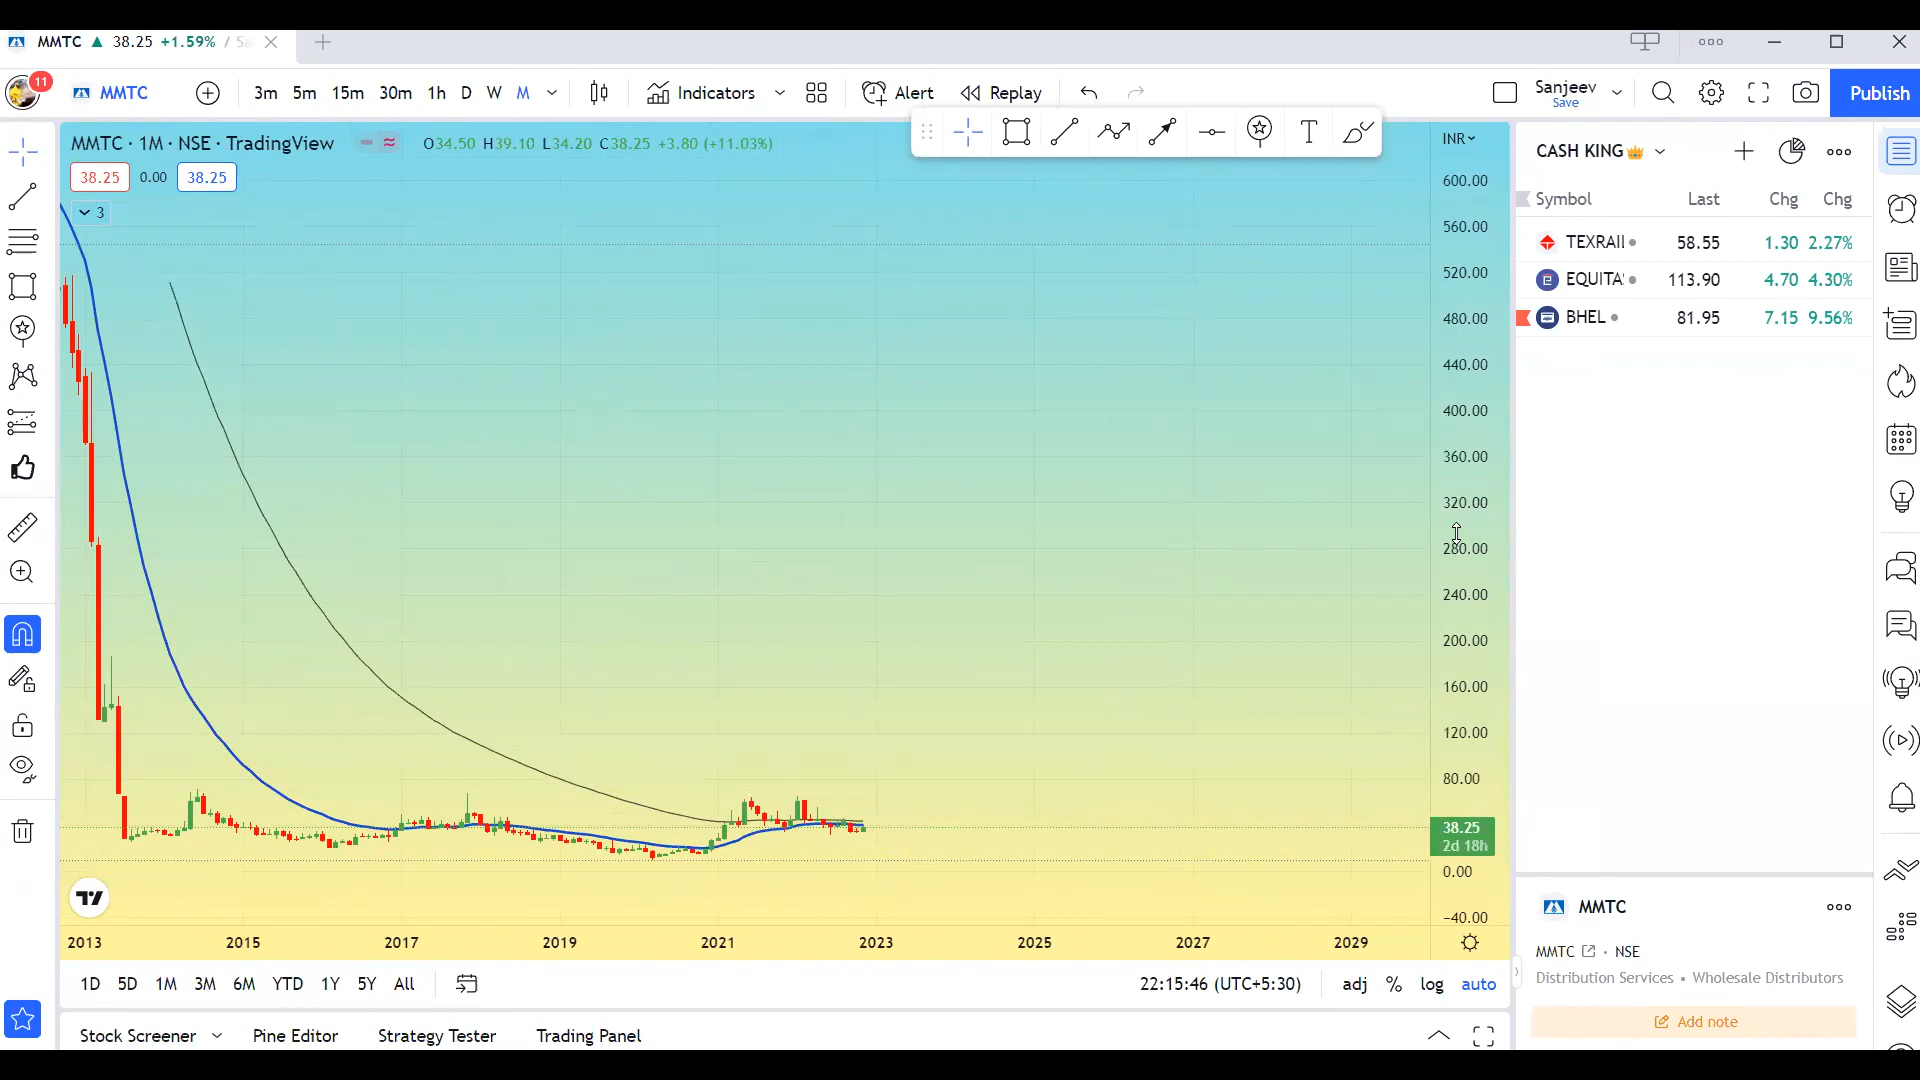 MMTC ▲ 38.25 +1.59% /
11
MMTC 3m 5m 15m 30m 1h D W M Indicators Alert Replay Sanjeev Save Publish
MMTC · 1M · NSE · TradingView O34.50 H39.10 L34.20 C38.25 +3.80 (+11.03%)
38.25 0.00 38.25
3
INR
600.00
560.00
520.00
480.00
440.00
400.00
360.00
320.00
280.00
240.00
200.00
160.00
120.00
80.00
38.25
2d 18h
0.00
−40.00
2013 2015 2017 2019 2021 2023 2025 2027 2029
1D 5D 1M 3M 6M YTD 1Y 5Y All 22:15:46 (UTC+5:30) adj % log auto
Stock Screener Pine Editor Strategy Tester Trading Panel
CASH KING👑
Symbol Last Chg Chg
TEXRAIL 58.55 1.30 2.27%
EQUITA 113.90 4.70 4.30%
BHEL 81.95 7.15 9.56%
MMTC
MMTC · NSE
Distribution Services • Wholesale Distributors
Add note